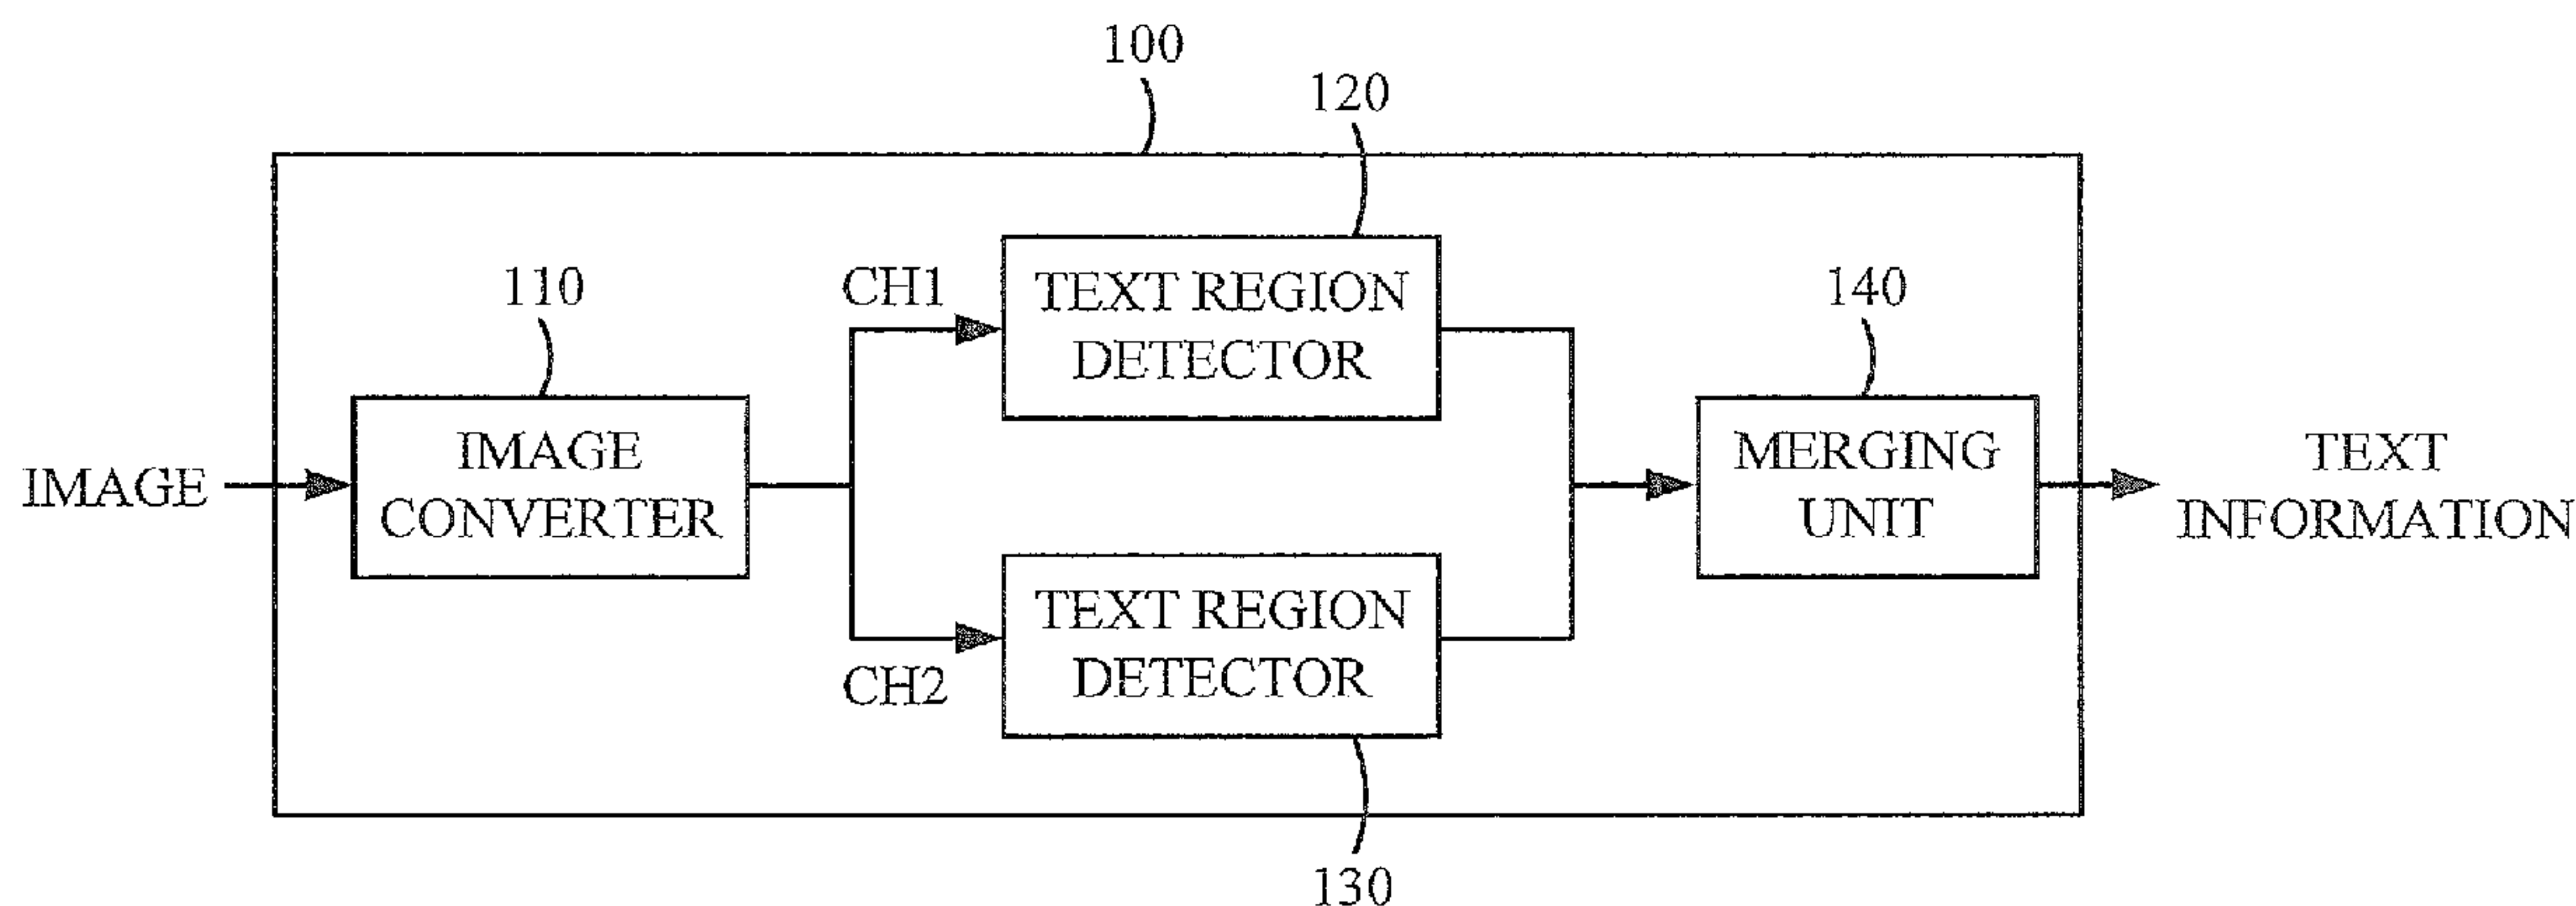 100
120
110
CH1
TEXT REGION
DETECTOR
140
IMAGE
IMAGE
CONVERTER
MERGING
UNIT
TEXT
INFORMATION
CH2
TEXT REGION
DETECTOR
130